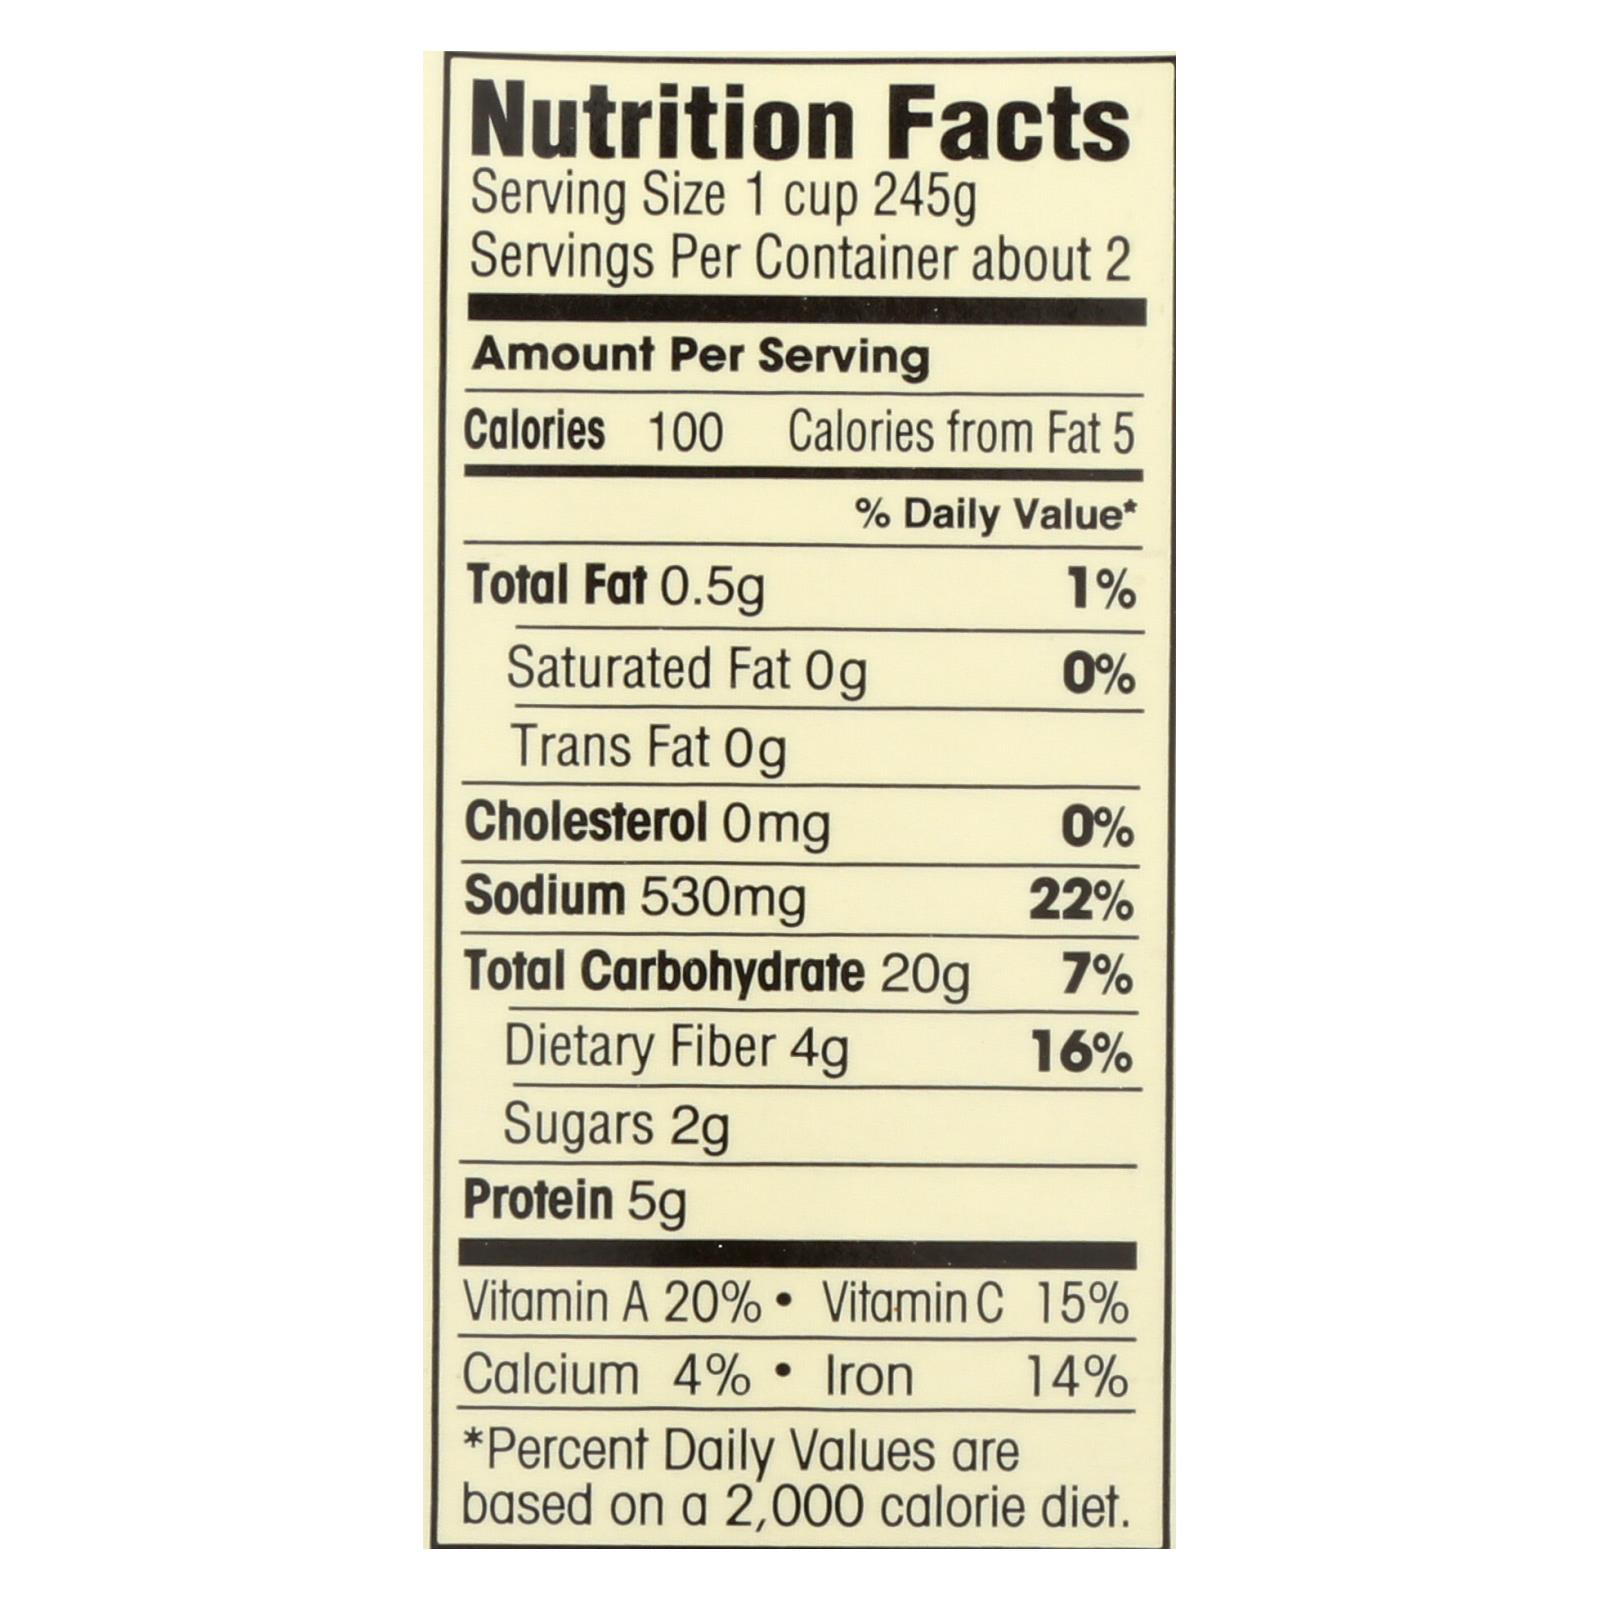 Nutrition Facts
Serving Size 1 cup 245g
Servings Per Container about 2
Amount Per Serving
Calories 100 Calories from Fat 5
% Daily Value*
Total Fat 0.5g 1%
Saturated Fat 0g 0%
Trans Fat 0g
Cholesterol 0mg 0%
Sodium 530mg 22%
Total Carbohydrate 20g 7%
Dietary Fiber 4g 16%
Sugars 2g
Protein 5g
Vitamin A 20% • Vitamin C 15%
Calcium 4% • Iron 14%
*Percent Daily Values are
based on a 2,000 calorie diet.